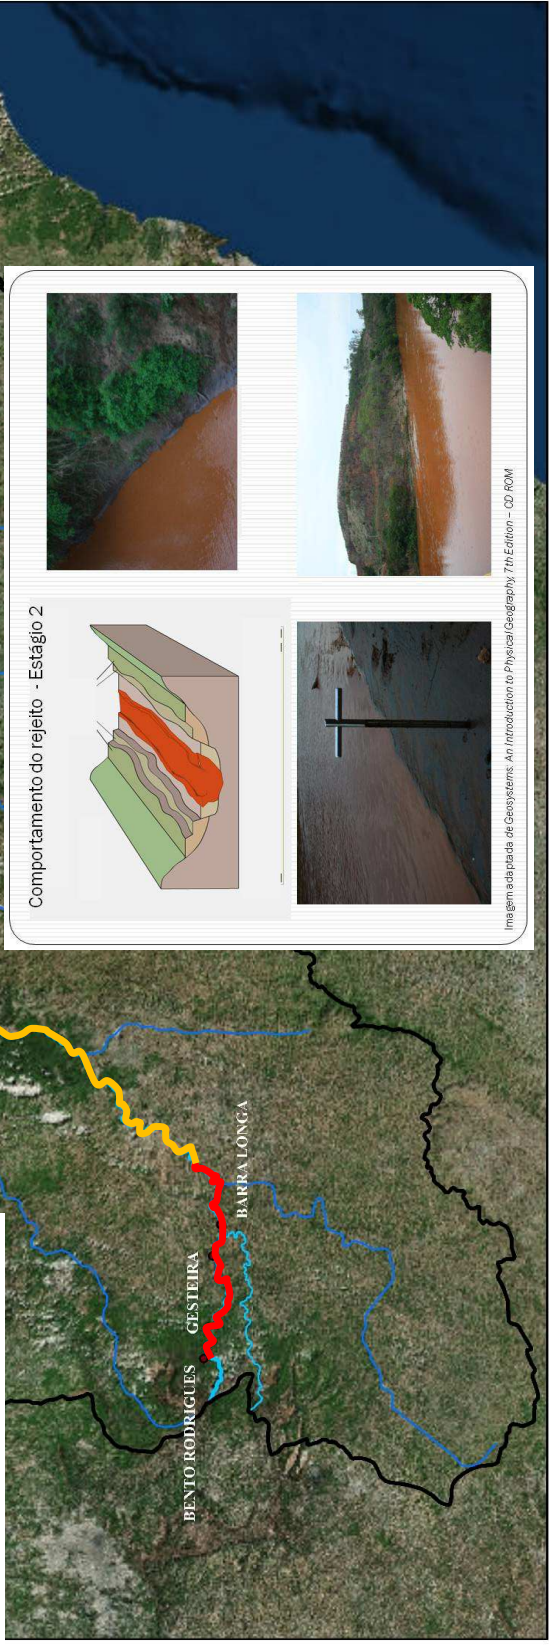 Comportamento do rejeito - Estágio 2
Imagem adaptada de Geosystems: An Introduction to Physical Geography, 7th Edition – CD ROM
BENTO RODRIGUES
GESTEIRA
BARRA LONGA